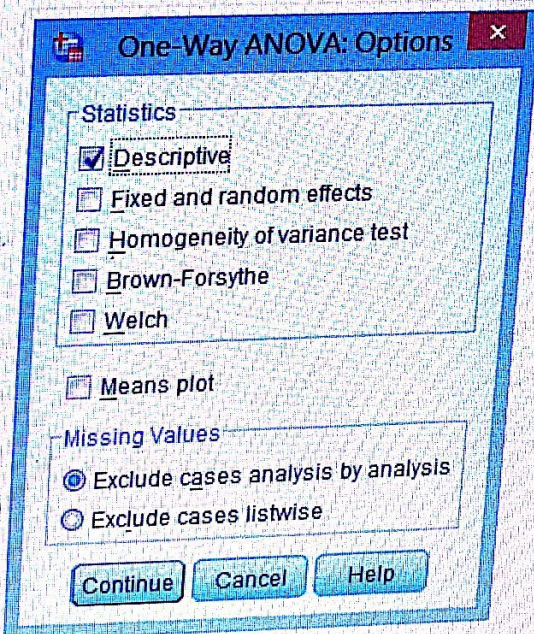 One-Way ANOVA: Options
Statistics
Descriptive
Fixed and random effects
Homogeneity of variance test
Brown-Forsythe
Welch
Means plot
Missing Values
Exclude cases analysis by analysis
Exclude cases listwise
Continue Cancel Help